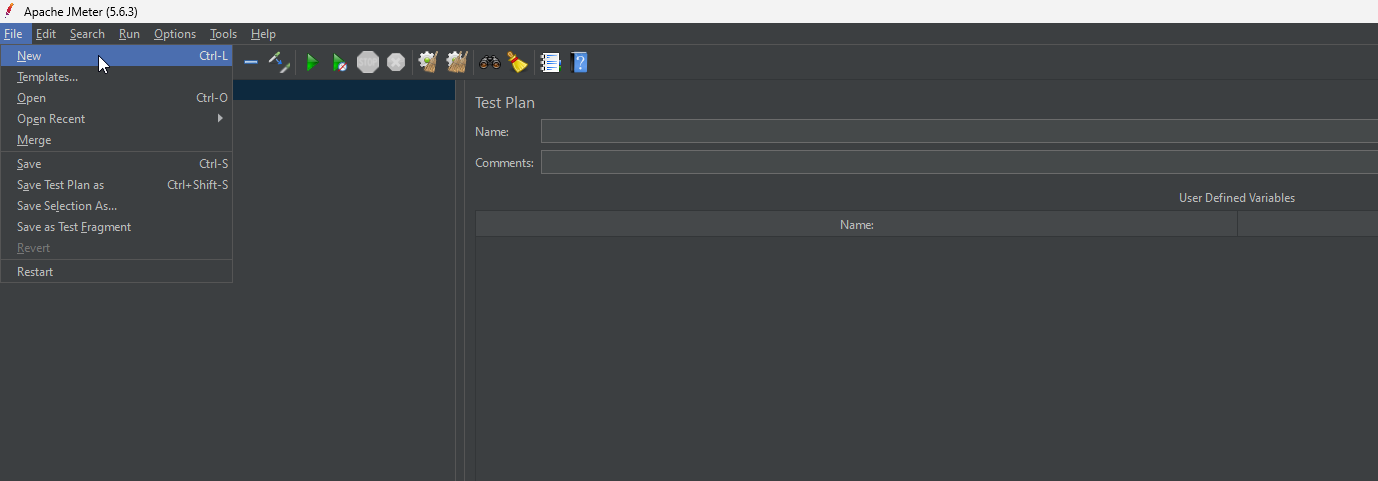 Apache JMeter (5.6.3)
File Edit Search Run Options Tools Help
New Ctrl-L
Templates...
Open Ctrl-O
Open Recent
Merge
Save Ctrl-S
Save Test Plan as Ctrl+Shift-S
Save Selection As...
Save as Test Fragment
Revert
Restart
STOP
?
Test Plan
Name:
Comments:
User Defined Variables
Name: